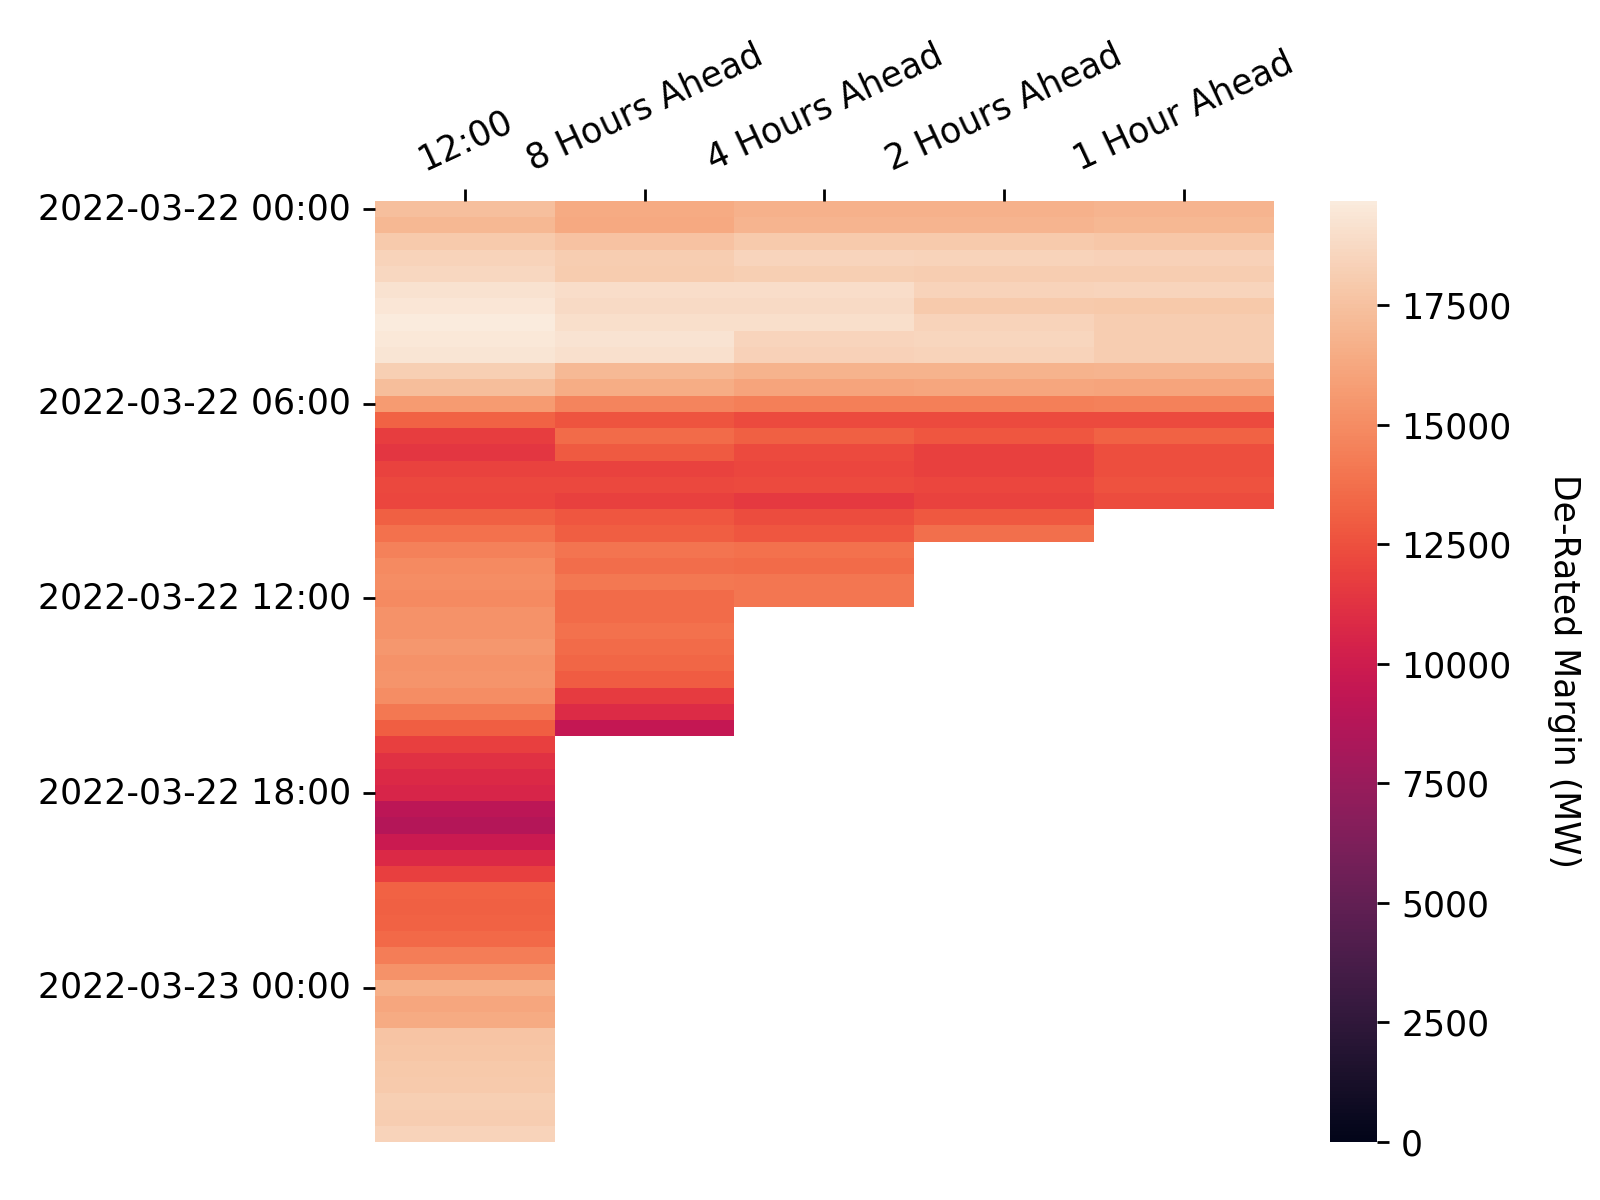 12:00
8 Hours Ahead
4 Hours Ahead
2 Hours Ahead
1 Hour Ahead
2022-03-22 00:00
2022-03-22 06:00
2022-03-22 12:00
2022-03-22 18:00
2022-03-23 00:00
17500
15000
12500
10000
7500
5000
2500
0
De-Rated Margin (MW)